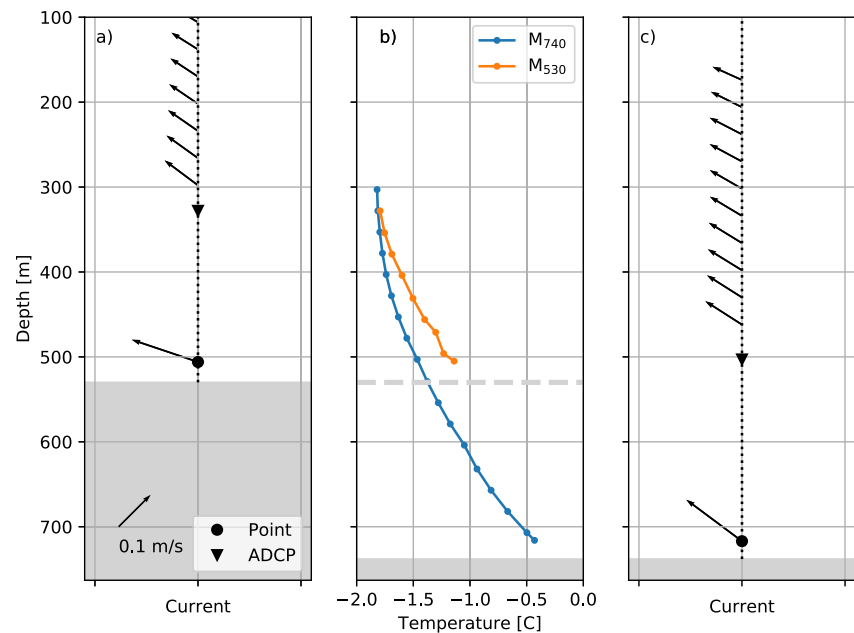 a)
b)
c)
M740
M530
100
200
300
400
500
600
700
Depth [m]
0.1 m/s
Point
ADCP
Current
−2.0 −1.5 −1.0 −0.5 0.0
Temperature [C]
Current